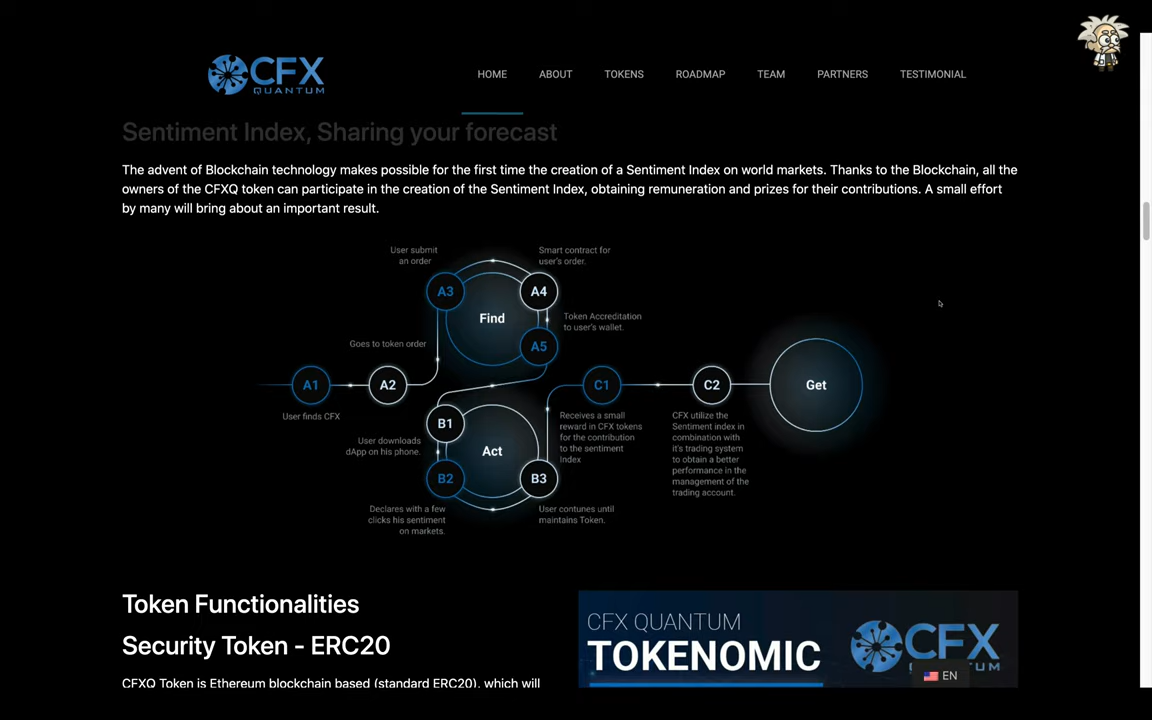 CFX
QUANTUM
HOME
ABOUT
TOKENS
ROADMAP
TEAM
PARTNERS
TESTIMONIAL
Sentiment Index, Sharing your forecast
The advent of Blockchain technology makes possible for the first time the creation of a Sentiment Index on world markets. Thanks to the Blockchain, all the
owners of the CFXQ token can participate in the creation of the Sentiment Index, obtaining remuneration and prizes for their contributions. A small effort
by many will bring about an important result.
User submit
an order
Smart contract for
user's order.
A3
A4
Find
Token Accreditation
to user's wallet.
A5
Goes to token order
A1
A2
User finds CFX
C1
C2
Get
B1
User downloads
dApp on his phone.
Act
B2
B3
Declares with a few
clicks his sentiment
on markets.
User contunes until
maintains Token.
Receives a small
reward in CFX tokens
for the contribution
to the sentiment
Index
CFX utilize the
Sentiment index in
combination with
it's trading system
to obtain a better
performance in the
management of the
trading account.
Token Functionalities
Security Token - ERC20
CFXQ Token is Ethereum blockchain based (standard ERC20), which will
CFX QUANTUM
TOKENOMIC
CFX
QUANTUM
EN